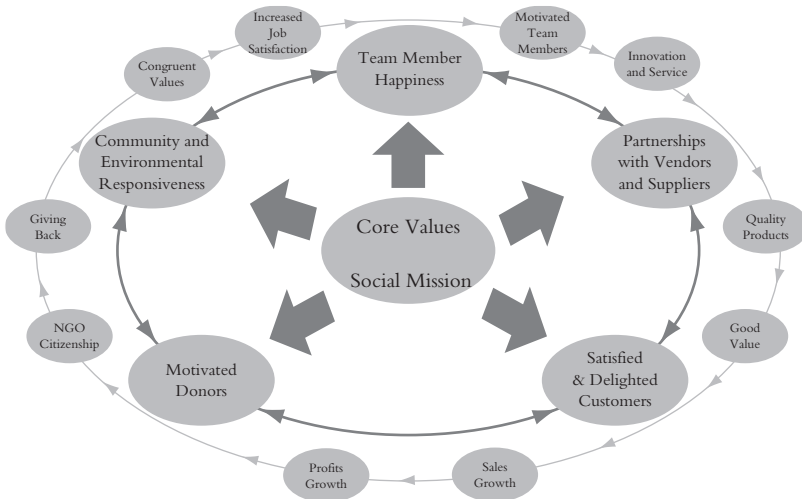 Increased
Job
Satisfaction
Motivated
Team
Members
Congruent
Values
Team Member
Happiness
Innovation
and Service
Community and
Environmental
Responsiveness
Partnerships
with Vendors
and Suppliers
Giving
Back
Core Values
Social Mission
Quality
Products
NGO
Citizenship
Motivated
Donors
Satisfied
& Delighted
Customers
Good
Value
Profits
Growth
Sales
Growth